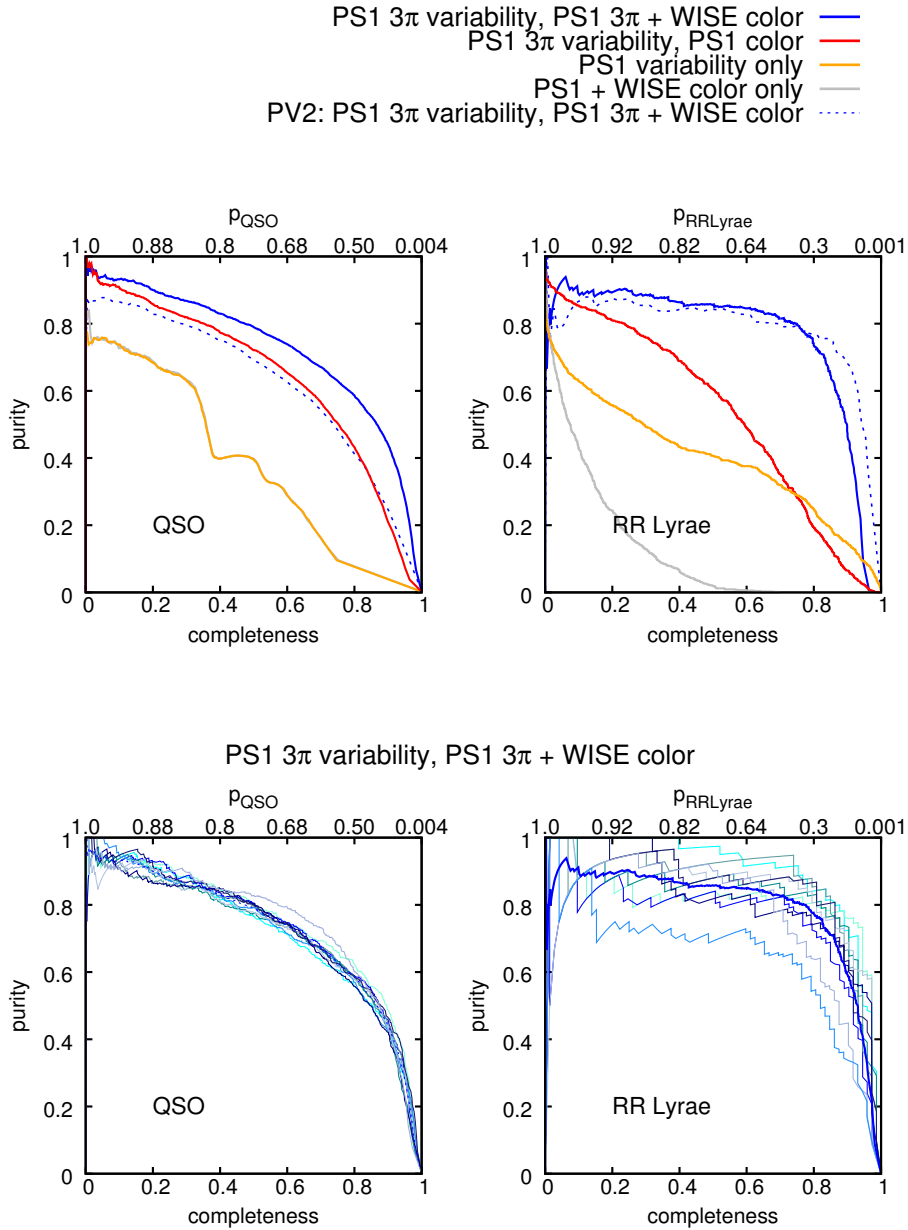 PS1 3π variability, PS1 3π + WISE color
PS1 3π variability, PS1 color
PS1 variability only
PS1 + WISE color only
PV2: PS1 3π variability, PS1 3π + WISE color
pQSO
1.0 0.88 0.8 0.68 0.50 0.004
1
0.8
0.6
0.4
0.2
0
purity
QSO
0 0.2 0.4 0.6 0.8 1
completeness
pRRLyrae
1.0 0.92 0.82 0.64 0.3 0.001
1
0.8
0.6
0.4
0.2
0
purity
RR Lyrae
0 0.2 0.4 0.6 0.8 1
completeness
PS1 3π variability, PS1 3π + WISE color
pQSO
1.0 0.88 0.8 0.68 0.50 0.004
1
0.8
0.6
0.4
0.2
0
purity
QSO
0 0.2 0.4 0.6 0.8 1
completeness
pRRLyrae
1.0 0.92 0.82 0.64 0.3 0.001
1
0.8
0.6
0.4
0.2
0
purity
RR Lyrae
0 0.2 0.4 0.6 0.8 1
completeness